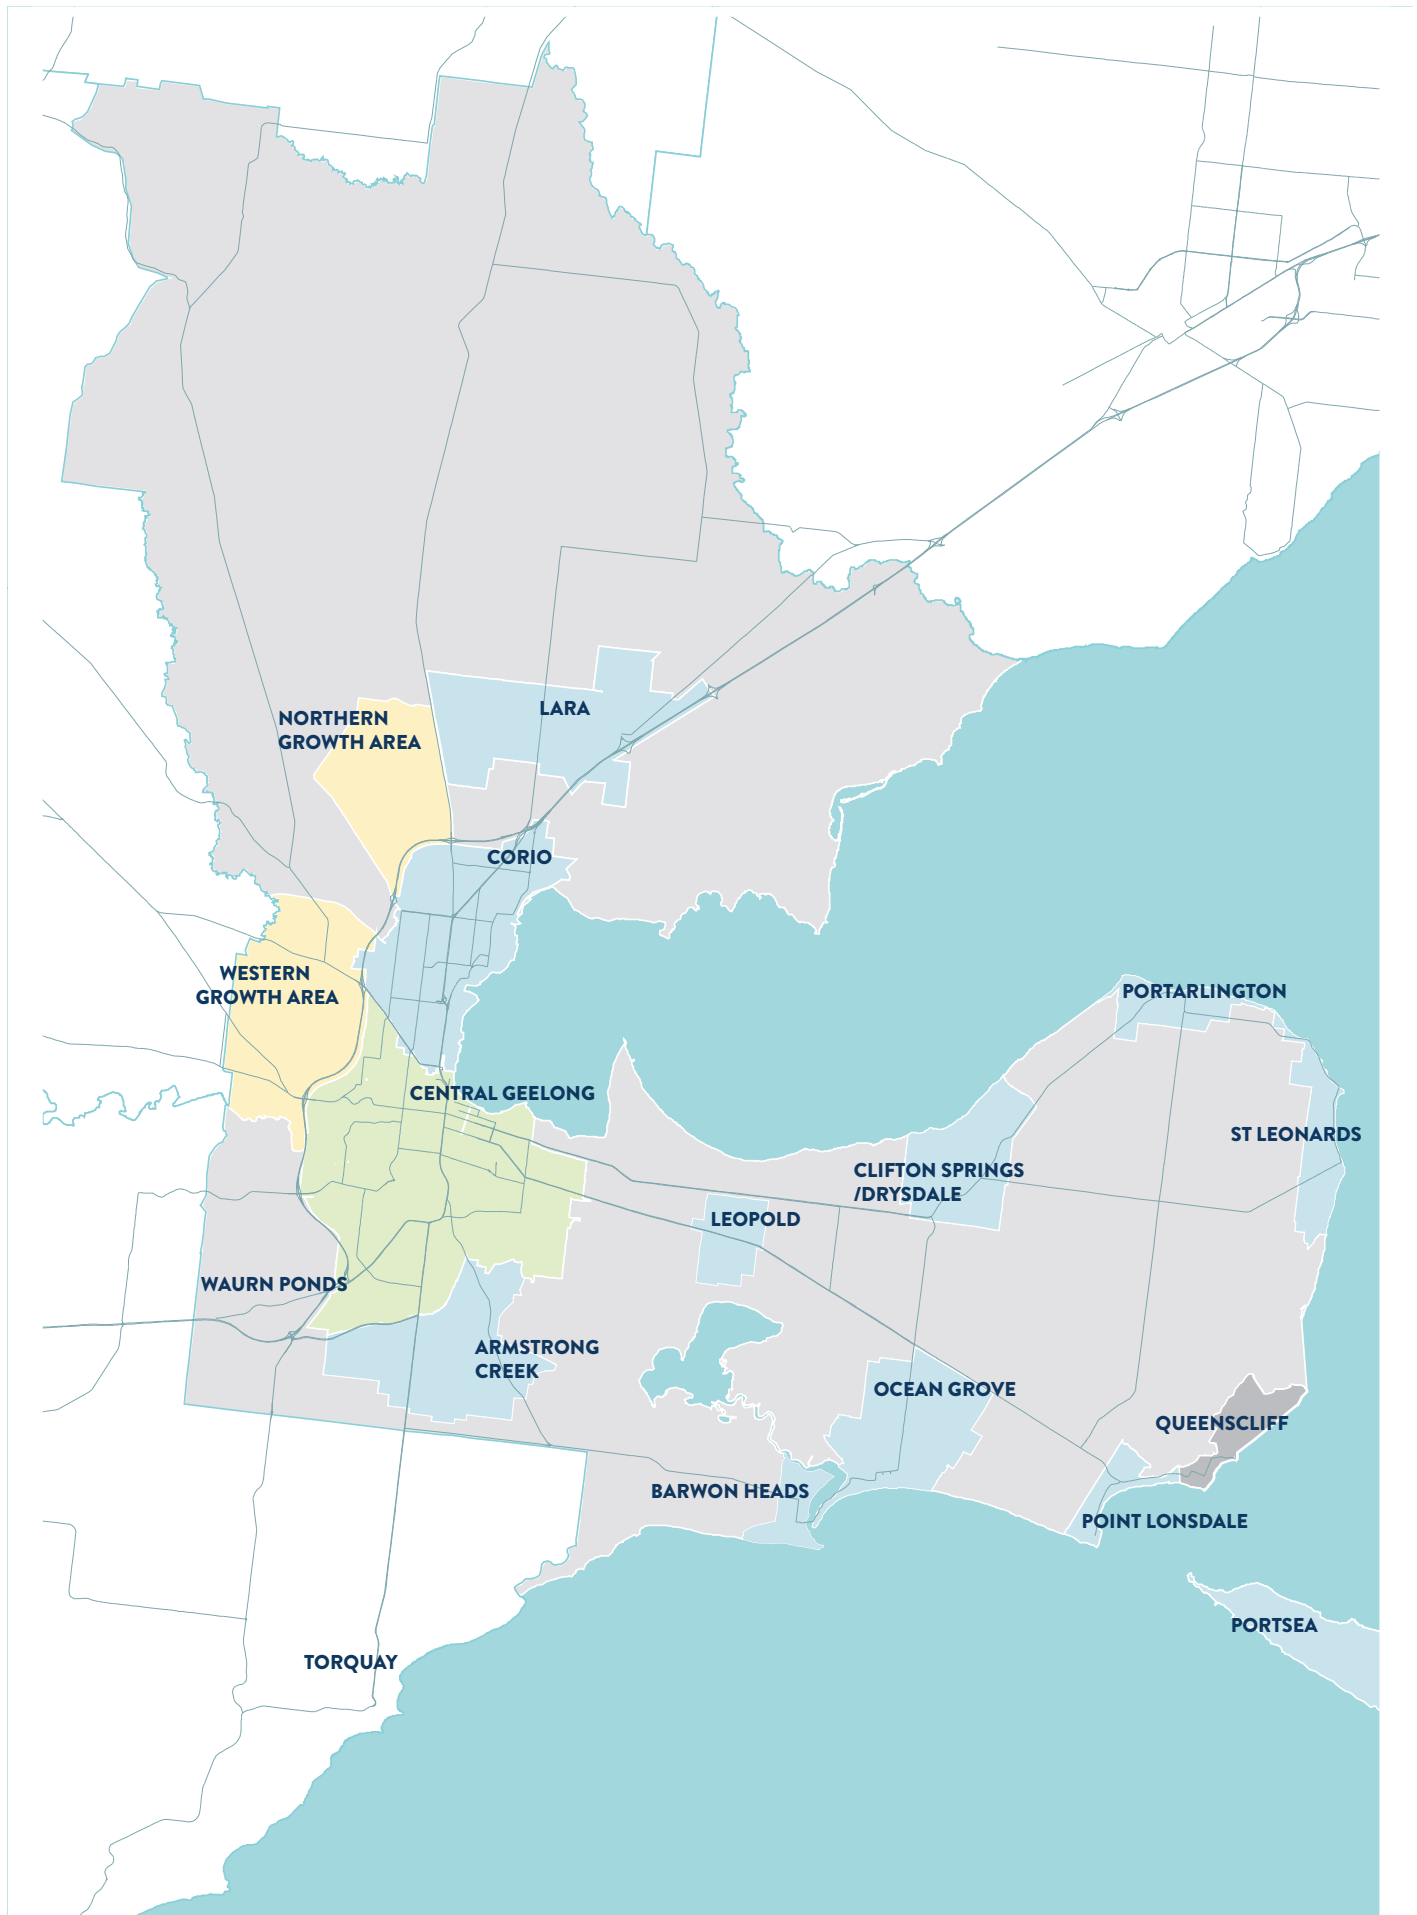 LARA
NORTHERN
GROWTH AREA
CORIO
WESTERN
GROWTH AREA
PORTARLINGTON
CENTRAL GEELONG
ST LEONARDS
CLIFTON SPRINGS
/DRYSDALE
LEOPOLD
WAURN PONDS
ARMSTRONG
CREEK
OCEAN GROVE
QUEENSCLIFF
BARWON HEADS
POINT LONSDALE
PORTSEA
TORQUAY